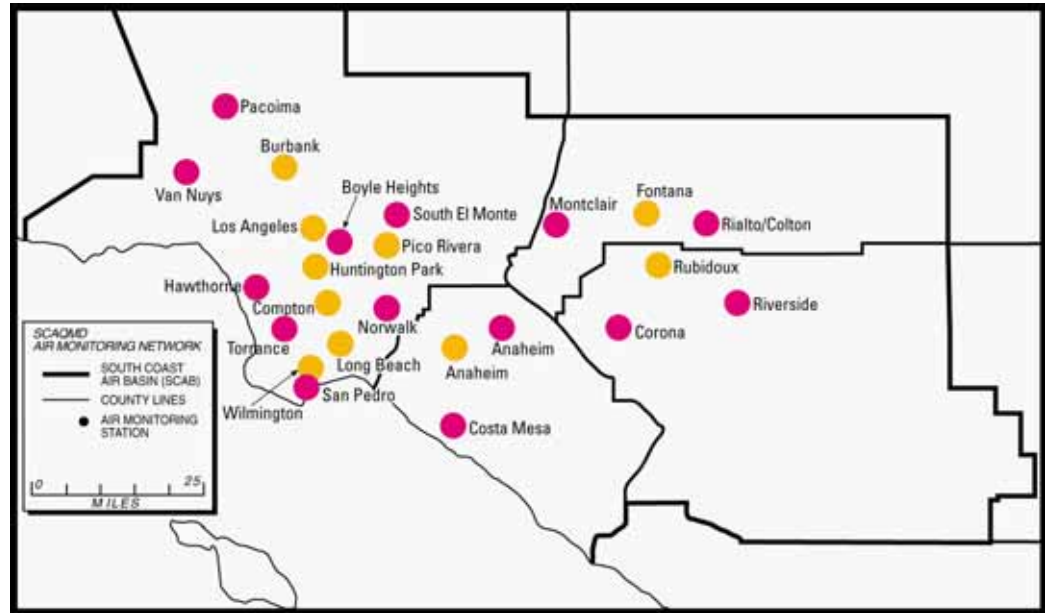 Pacoima
Burbank
Van Nuys
Boyle Heights
South El Monte
Los Angeles
Pico Rivera
Huntington Park
Hawthorne
Compton
Norwalk
Torrance
Long Beach
Wilmington
San Pedro
Montclair
Fontana
Rialto/Colton
Rubidoux
Riverside
Corona
Anaheim
Anaheim
Costa Mesa
SCAQMD
AIR MONITORING NETWORK
SOUTH COAST
AIR BASIN (SCAB)
COUNTY LINES
AIR MONITORING
STATION
0 25
MILES